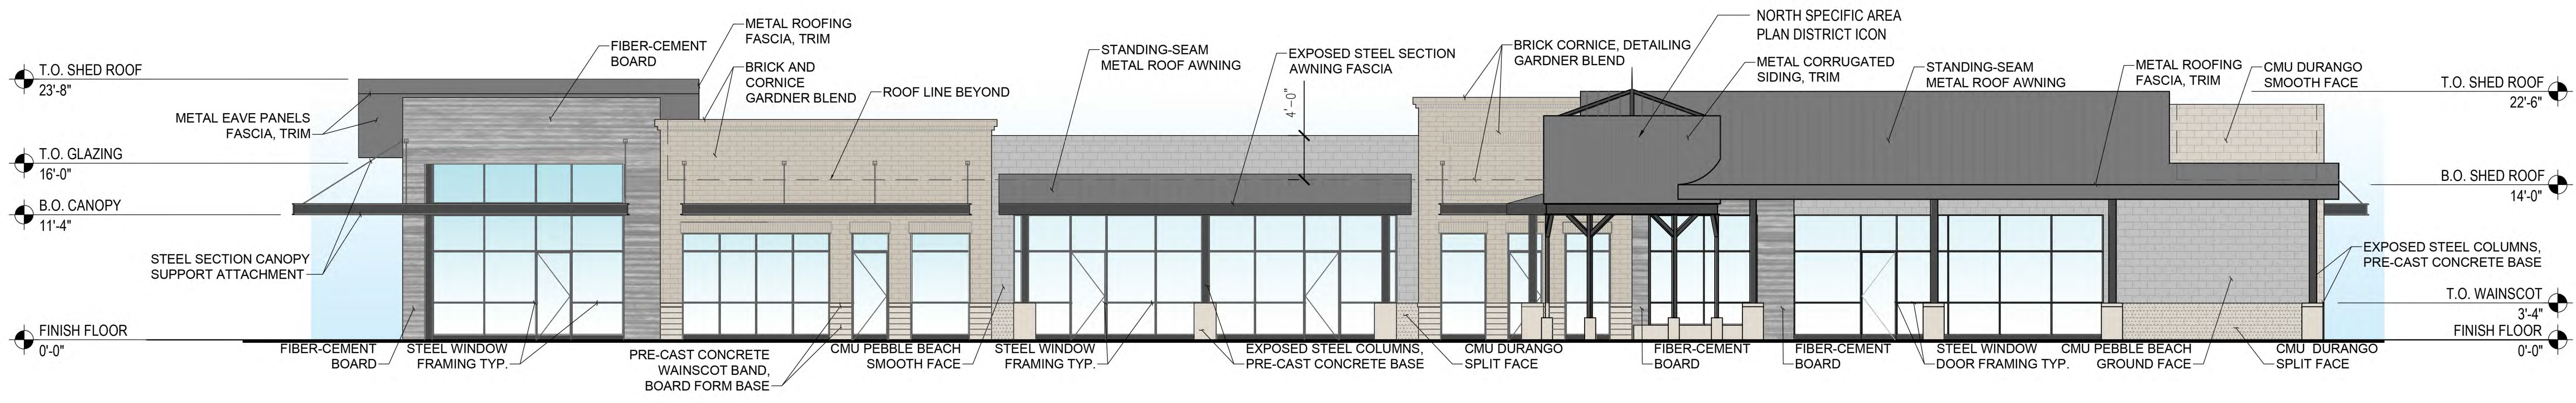 T.O. SHED ROOF
23'-8"
METAL EAVE PANELS
FASCIA, TRIM
T.O. GLAZING
16'-0"
B.O. CANOPY
11'-4"
STEEL SECTION CANOPY
SUPPORT ATTACHMENT
FINISH FLOOR
0'-0"
FIBER-CEMENT
BOARD
METAL ROOFING
FASCIA, TRIM
BRICK AND
CORNICE
GARDNER BLEND
ROOF LINE BEYOND
STANDING-SEAM
METAL ROOF AWNING
EXPOSED STEEL SECTION
AWNING FASCIA
4'-0"
BRICK CORNICE, DETAILING
GARDNER BLEND
NORTH SPECIFIC AREA
PLAN DISTRICT ICON
METAL CORRUGATED
SIDING, TRIM
STANDING-SEAM
METAL ROOF AWNING
METAL ROOFING
FASCIA, TRIM
CMU DURANGO
SMOOTH FACE
T.O. SHED ROOF
22'-6"
B.O. SHED ROOF
14'-0"
EXPOSED STEEL COLUMNS,
PRE-CAST CONCRETE BASE
T.O. WAINSCOT
3'-4"
FINISH FLOOR
0'-0"
FIBER-CEMENT
BOARD
STEEL WINDOW
FRAMING TYP.
PRE-CAST CONCRETE
WAINSCOT BAND,
BOARD FORM BASE
CMU PEBBLE BEACH
SMOOTH FACE
STEEL WINDOW
FRAMING TYP.
EXPOSED STEEL COLUMNS,
PRE-CAST CONCRETE BASE
CMU DURANGO
SPLIT FACE
FIBER-CEMENT
BOARD
FIBER-CEMENT
BOARD
STEEL WINDOW
DOOR FRAMING TYP.
CMU PEBBLE BEACH
GROUND FACE
CMU DURANGO
SPLIT FACE